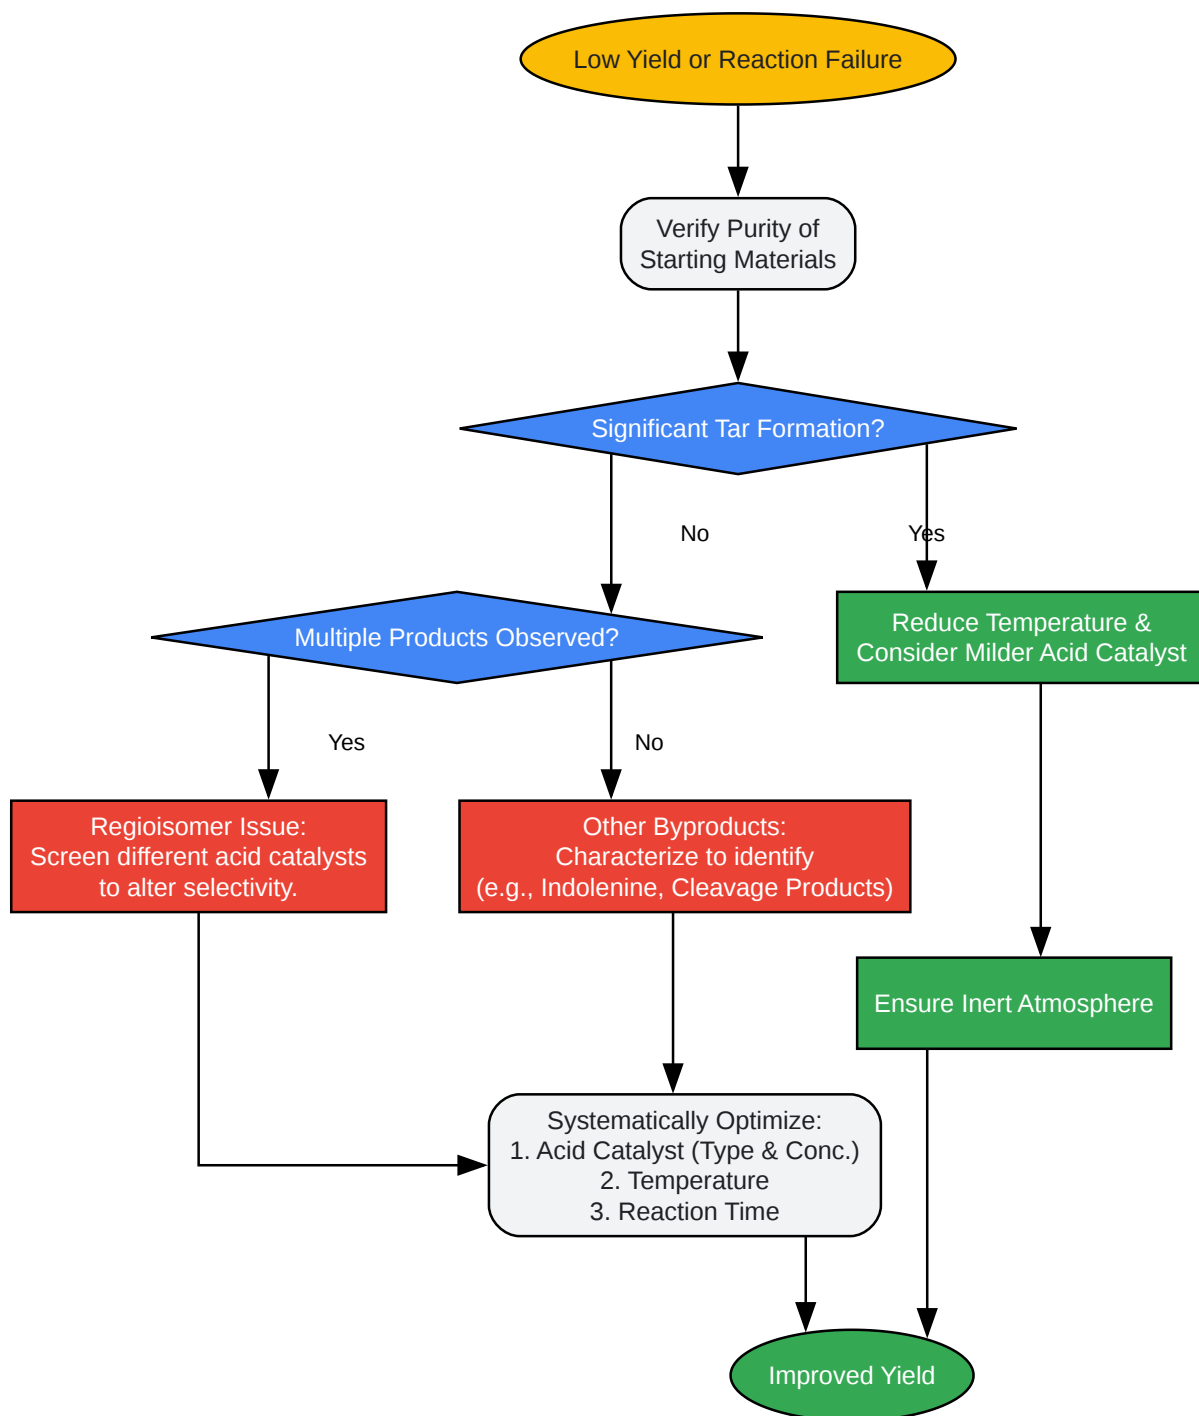 Low Yield or Reaction Failure
Verify Purity of
Starting Materials
Significant Tar Formation?
No
Yes
Multiple Products Observed?
Reduce Temperature &
Consider Milder Acid Catalyst
Yes
No
Regioisomer Issue:
Screen different acid catalysts
to alter selectivity.
Other Byproducts:
Characterize to identify
(e.g., Indolenine, Cleavage Products)
Ensure Inert Atmosphere
Systematically Optimize:
1. Acid Catalyst (Type & Conc.)
2. Temperature
3. Reaction Time
Improved Yield